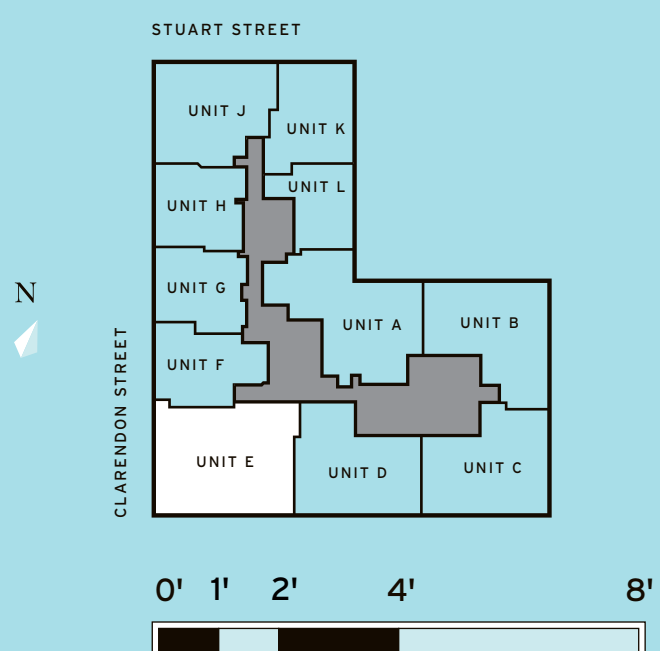 STUART STREET
UNIT J
UNIT K
UNIT L
UNIT H
UNIT G
N
UNIT A
UNIT B
UNIT F
CLARENDON STREET
UNIT E
UNIT D
UNIT C
0' 1' 2' 4' 8'